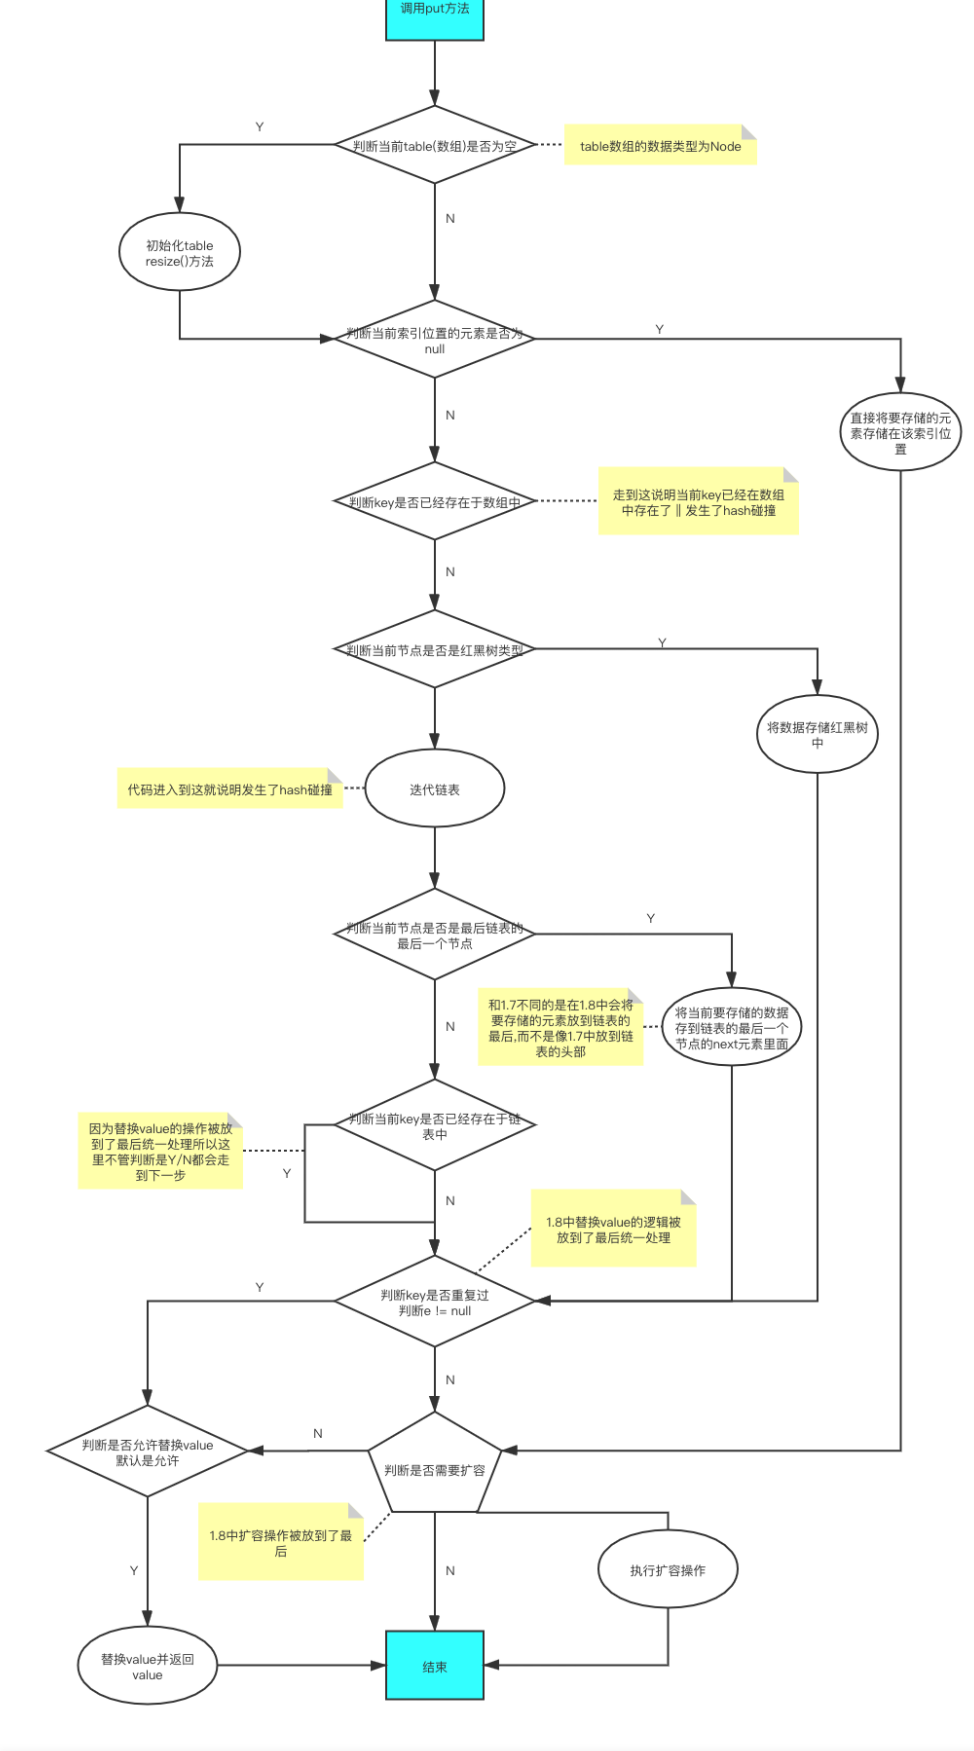 调用put方法
Y
判断当前table(数组)是否为空
table数组的数据类型为Node
N
初始化table
resize()方法
判断当前索引位置的元素是否为
null
Y
N
直接将要存储的元
素存储在该索引位
置
判断key是否已经存在于数组中
走到这说明当前key已经在数组
中存在了 || 发生了hash碰撞
N
判断当前节点是否是红黑树类型
Y
将数据存储红黑树
中
代码进入到这就说明发生了hash碰撞
迭代链表
判断当前节点是否是最后链表的
最后一个节点
Y
和1.7不同的是在1.8中会将
要存储的元素放到链表的
最后,而不是像1.7中放到链
表的头部
将当前要存储的数据
存到链表的最后一个
节点的next元素里面
N
判断当前key是否已经存在于链
表中
因为替换value的操作被放
到了最后统一处理所以这
里不管判断是Y/N都会走
到下一步
Y
N
1.8中替换value的逻辑被
放到了最后统一处理
判断key是否重复过
判断e != null
Y
N
判断是否允许替换value
默认是允许
N
判断是否需要扩容
1.8中扩容操作被放到了最
后
Y
N
执行扩容操作
替换value并返回
value
结束